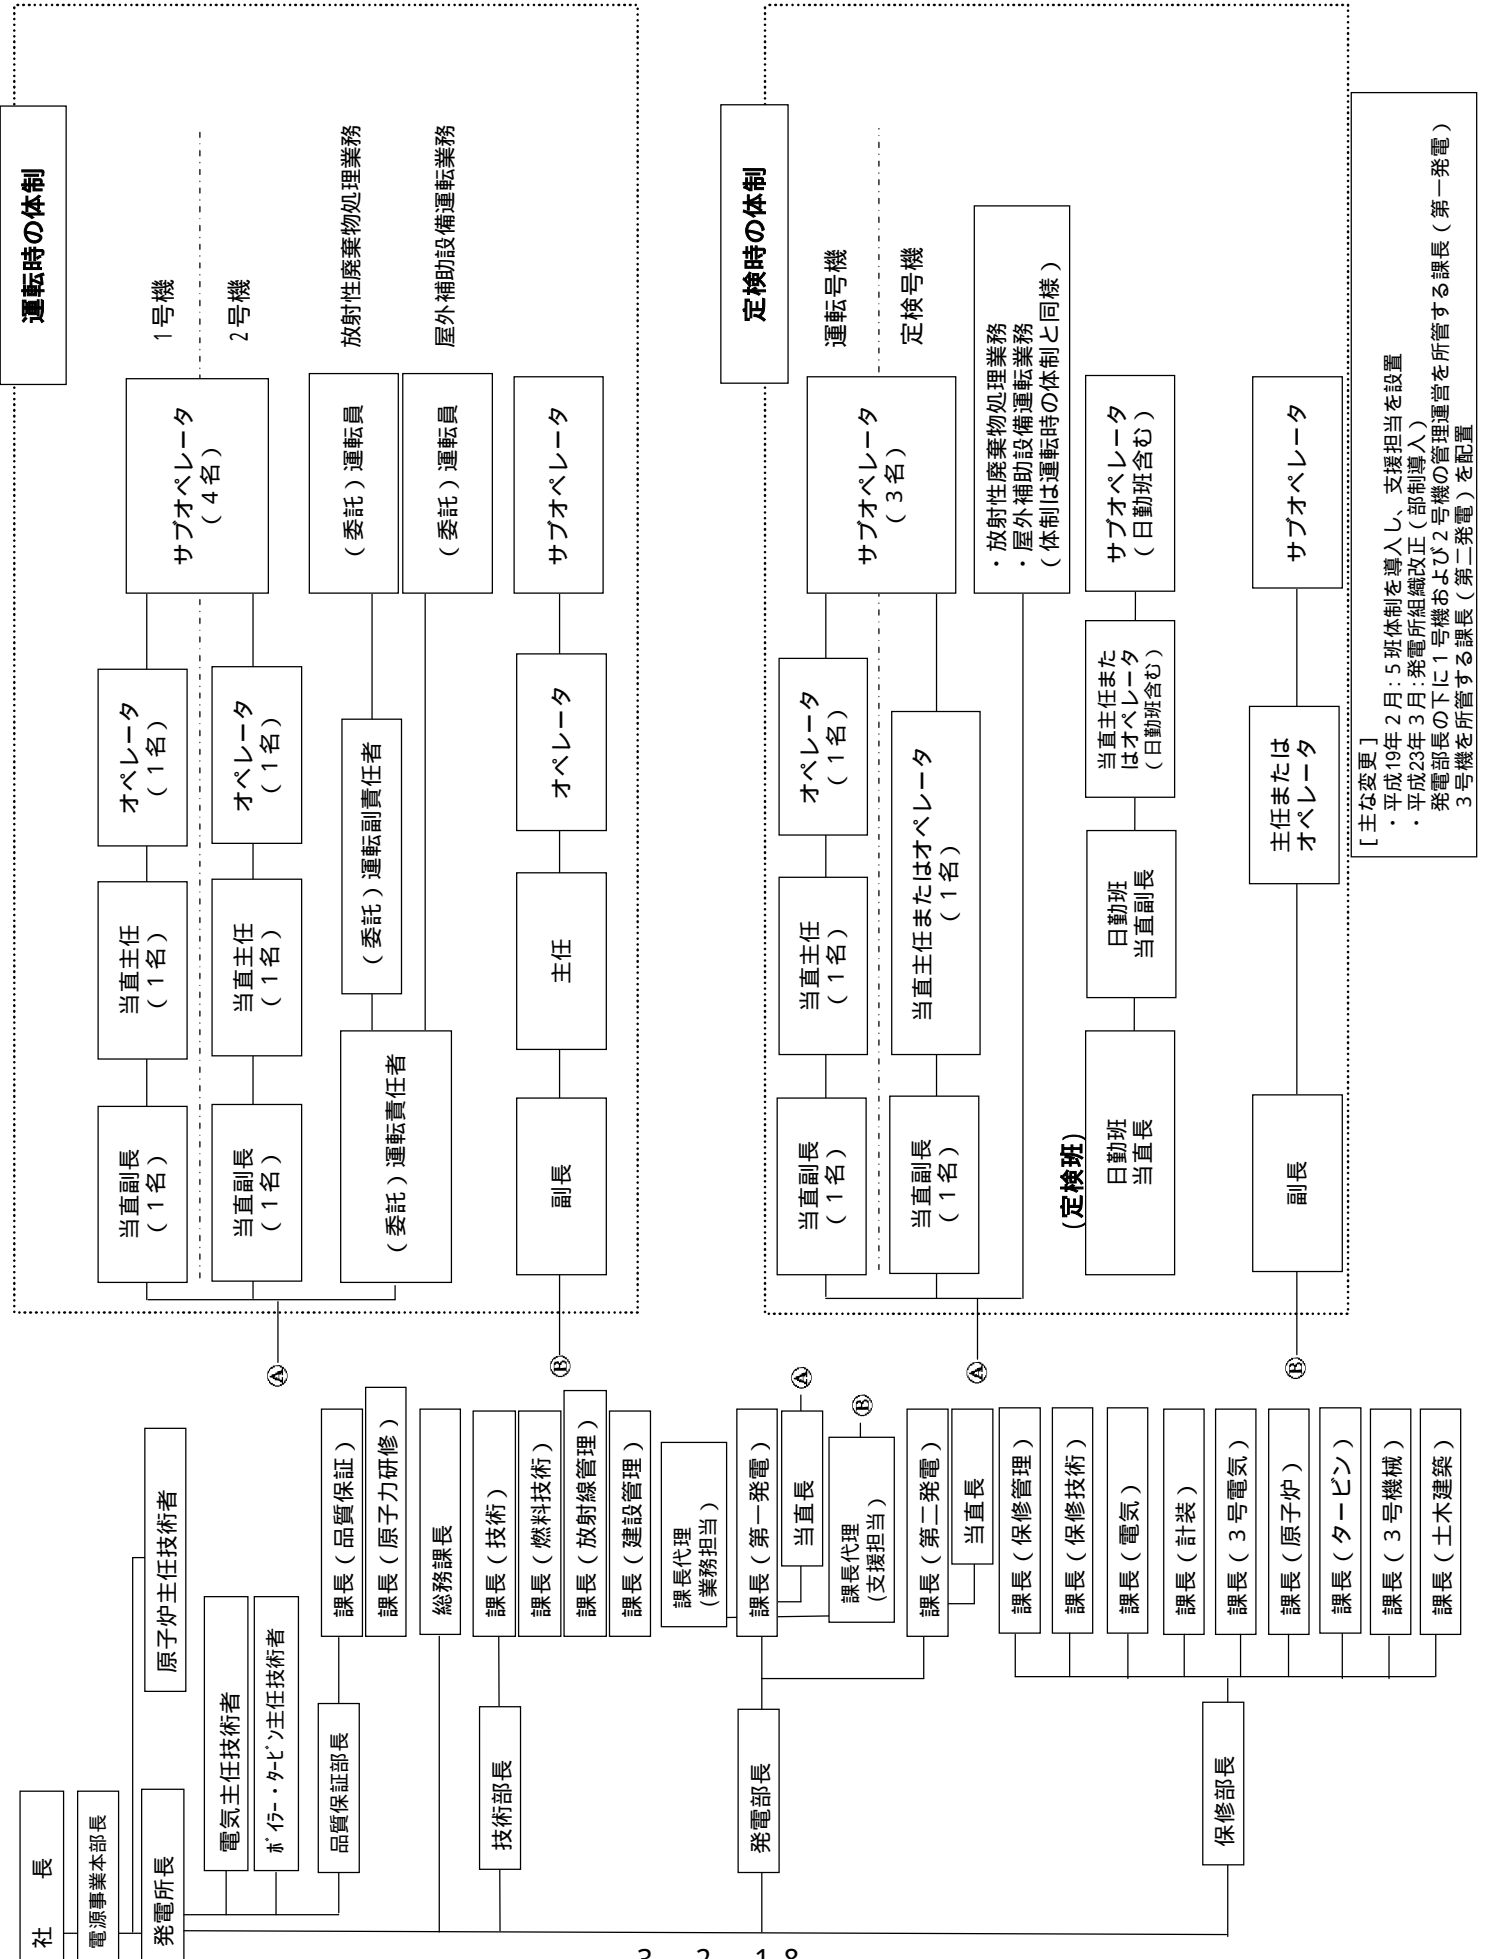 社　長
電源事業本部長
発電所長
原子炉主任技術者
電気主任技術者
ボイラー・タービン主任技術者
品質保証部長
課長（品質保証）
課長（原子力研修）
総務課長
技術部長
課長（技術）
課長（燃料技術）
課長（放射線管理）
課長（建設管理）
発電部長
課長代理
（業務担当）
課長（第一発電）
当直長
Ⓐ
課長代理
（支援担当）
Ⓑ
課長（第二発電）
当直長
保修部長
課長（保修管理）
課長（保修技術）
課長（電気）
課長（計装）
課長（３号電気）
課長（原子炉）
課長（タービン）
課長（３号機械）
課長（土木建築）
運転時の体制
Ⓐ
当直副長
（１名）
当直主任
（１名）
オペレータ
（１名）
サブオペレータ
（４名）
1号機
当直副長
（１名）
当直主任
（１名）
オペレータ
（１名）
2号機
（委託）運転責任者
（委託）運転副責任者
（委託）運転員
放射性廃棄物処理業務
（委託）運転員
屋外補助設備運転業務
Ⓑ
副長
主任
オペレータ
サブオペレータ
定検時の体制
Ⓐ
当直副長
（１名）
当直主任
（１名）
オペレータ
（１名）
サブオペレータ
（３名）
運転号機
当直副長
（１名）
当直主任またはオペレータ
（１名）
定検号機
・放射性廃棄物処理業務
・屋外補助設備運転業務
（体制は運転時の体制と同様）
(定検班)
日勤班
当直長
日勤班
当直副長
当直主任また
はオペレータ
（日勤班含む）
サブオペレータ
（日勤班含む）
Ⓑ
副長
主任または
オペレータ
サブオペレータ
［主な変更］
・平成19年２月：５班体制を導入し、支援担当を設置
・平成23年３月：発電所組織改正（部制導入）
発電部長の下に１号機および２号機の管理運営を所管する課長（第一発電）
３号機を所管する課長（第二発電）を配置
3　2　18